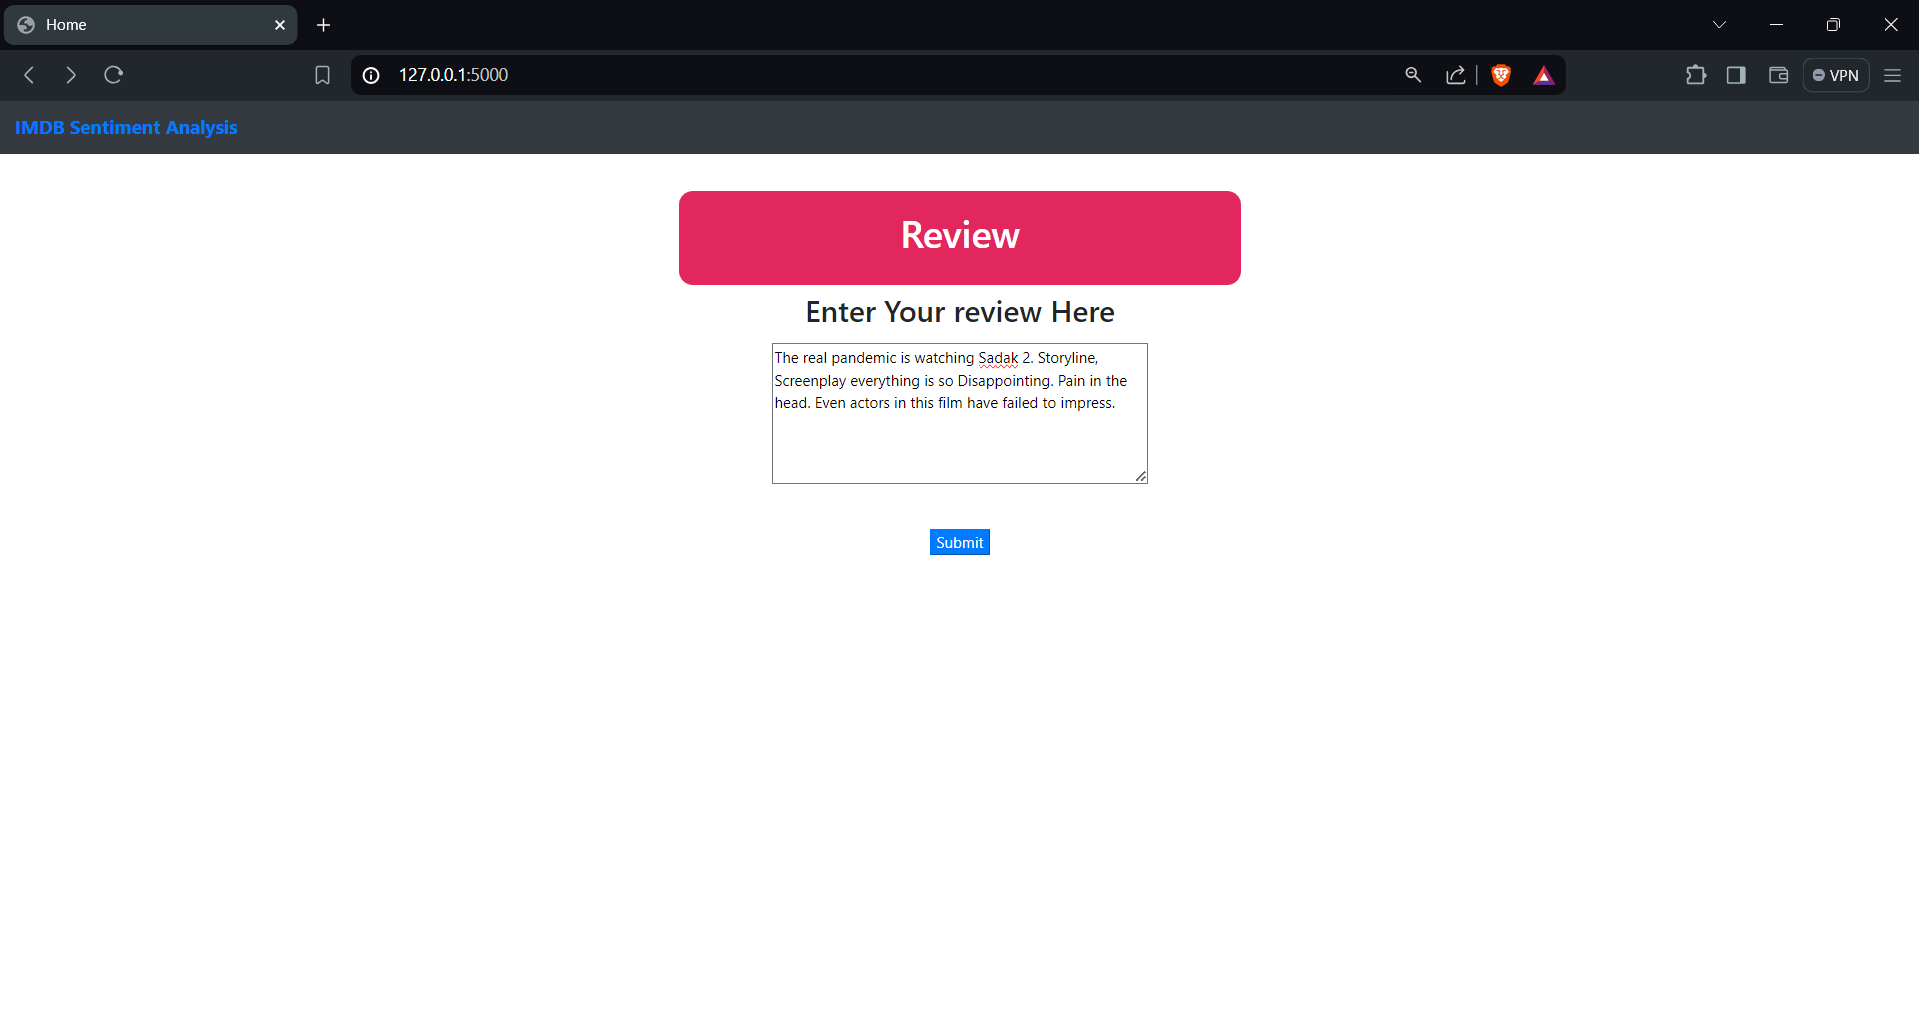 Home
127.0.0.1:5000
VPN
IMDB Sentiment Analysis
Review
Enter Your review Here
The real pandemic is watching Sadak 2. Storyline,
Screenplay everything is so Disappointing. Pain in the
head. Even actors in this film have failed to impress.
Submit